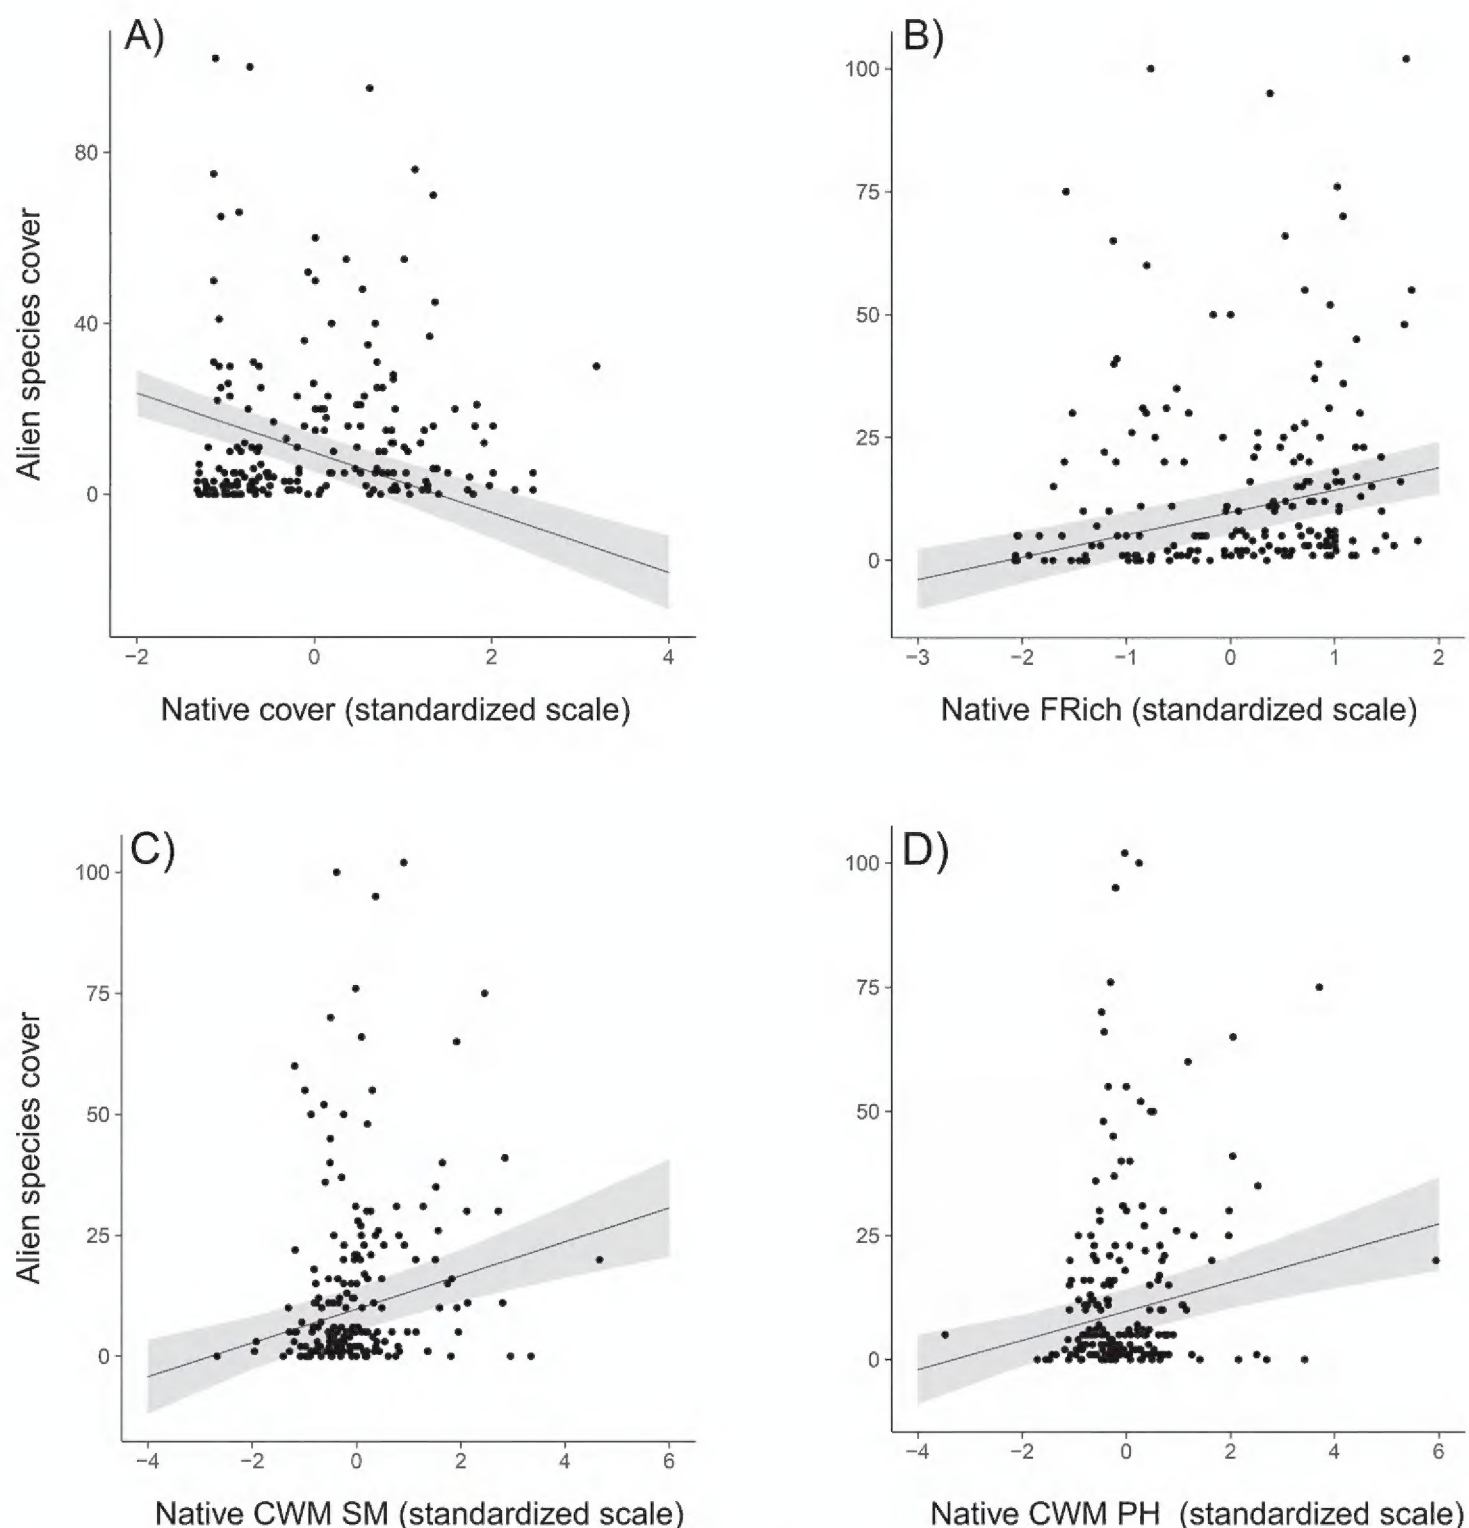 A)
80
40
0
−2 0 2 4
Alien species cover
Native cover (standardized scale)
B)
100
75
50
25
0
−3 −2 −1 0 1 2
Native FRich (standardized scale)
C)
100
75
50
25
0
−4 −2 0 2 4 6
Alien species cover
Native CWM SM (standardized scale)
D)
100
75
50
25
0
−4 −2 0 2 4 6
Native CWM PH (standardized scale)